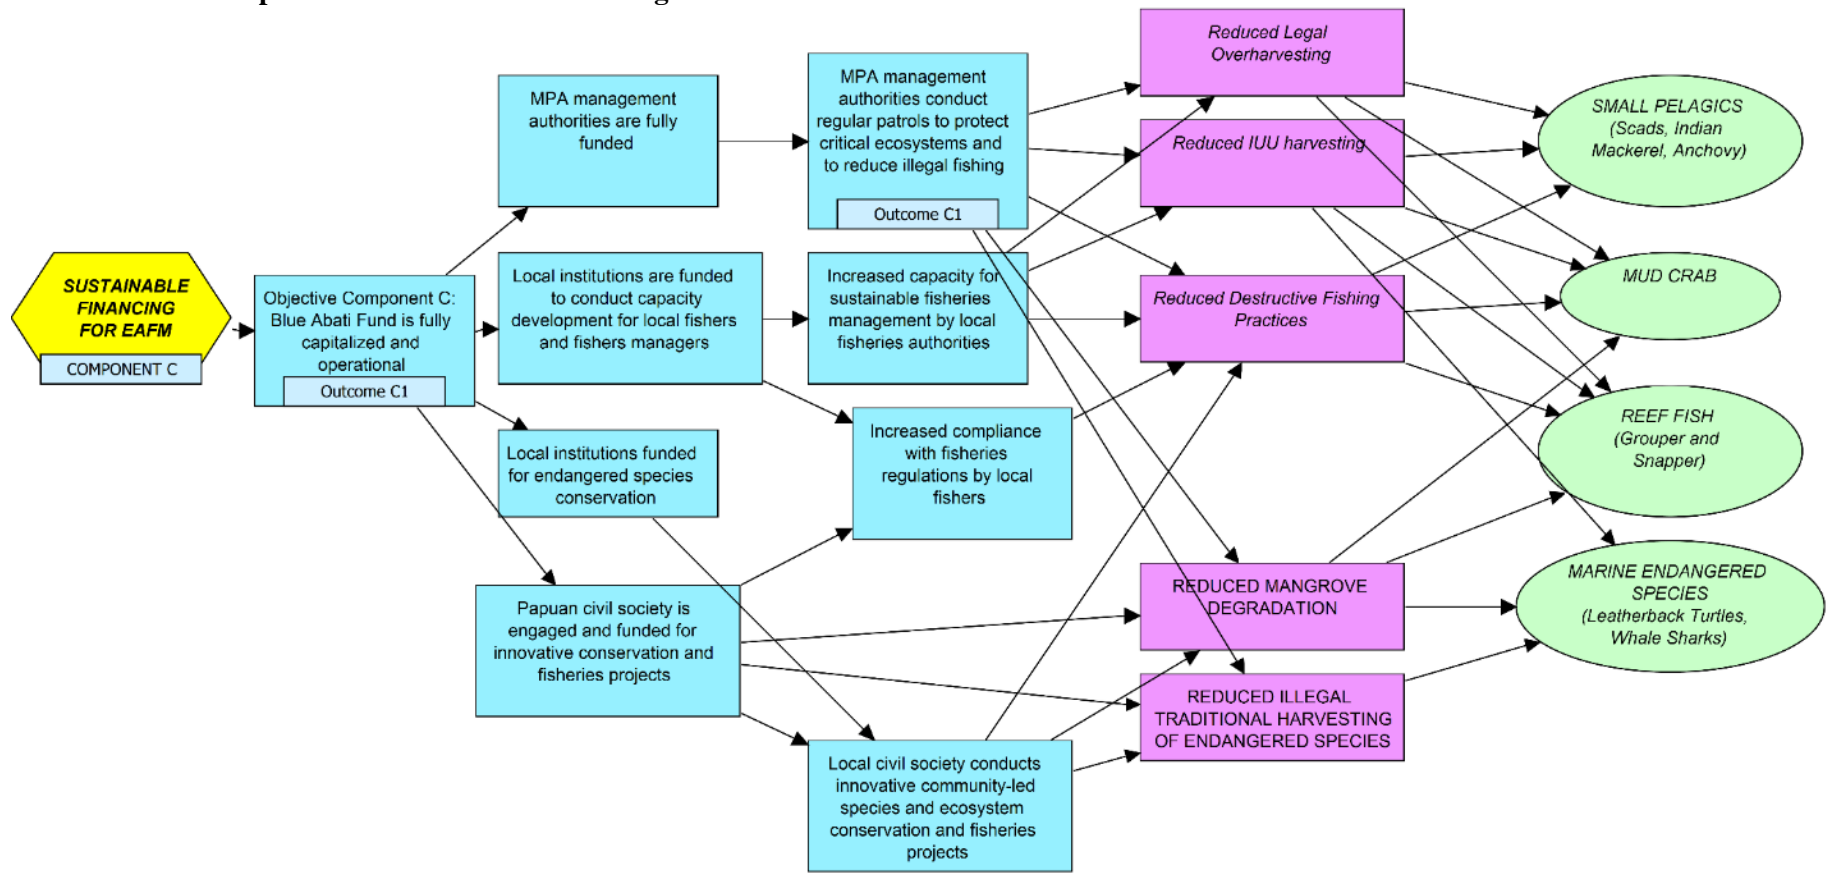 SUSTAINABLE
FINANCING
FOR EAFM
COMPONENT C
Objective Component C:
Blue Abati Fund is fully
capitalized and
operational
Outcome C1
MPA management
authorities are fully
funded
Local institutions are funded
to conduct capacity
development for local fishers
and fishers managers
Local institutions funded
for endangered species
conservation
Papuan civil society is
engaged and funded for
innovative conservation and
fisheries projects
MPA management
authorities conduct
regular patrols to protect
critical ecosystems and
to reduce illegal fishing
Outcome C1
Increased capacity for
sustainable fisheries
management by local
fisheries authorities
Increased compliance
with fisheries
regulations by local
fishers
Local civil society conducts
innovative community-led
species and ecosystem
conservation and fisheries
projects
Reduced Legal
Overharvesting
Reduced IUU harvesting
Reduced Destructive Fishing
Practices
REDUCED MANGROVE
DEGRADATION
REDUCED ILLEGAL
TRADITIONAL HARVESTING
OF ENDANGERED SPECIES
SMALL PELAGICS
(Scads, Indian
Mackerel, Anchovy)
MUD CRAB
REEF FISH
(Grouper and
Snapper)
MARINE ENDANGERED
SPECIES
(Leatherback Turtles,
Whale Sharks)